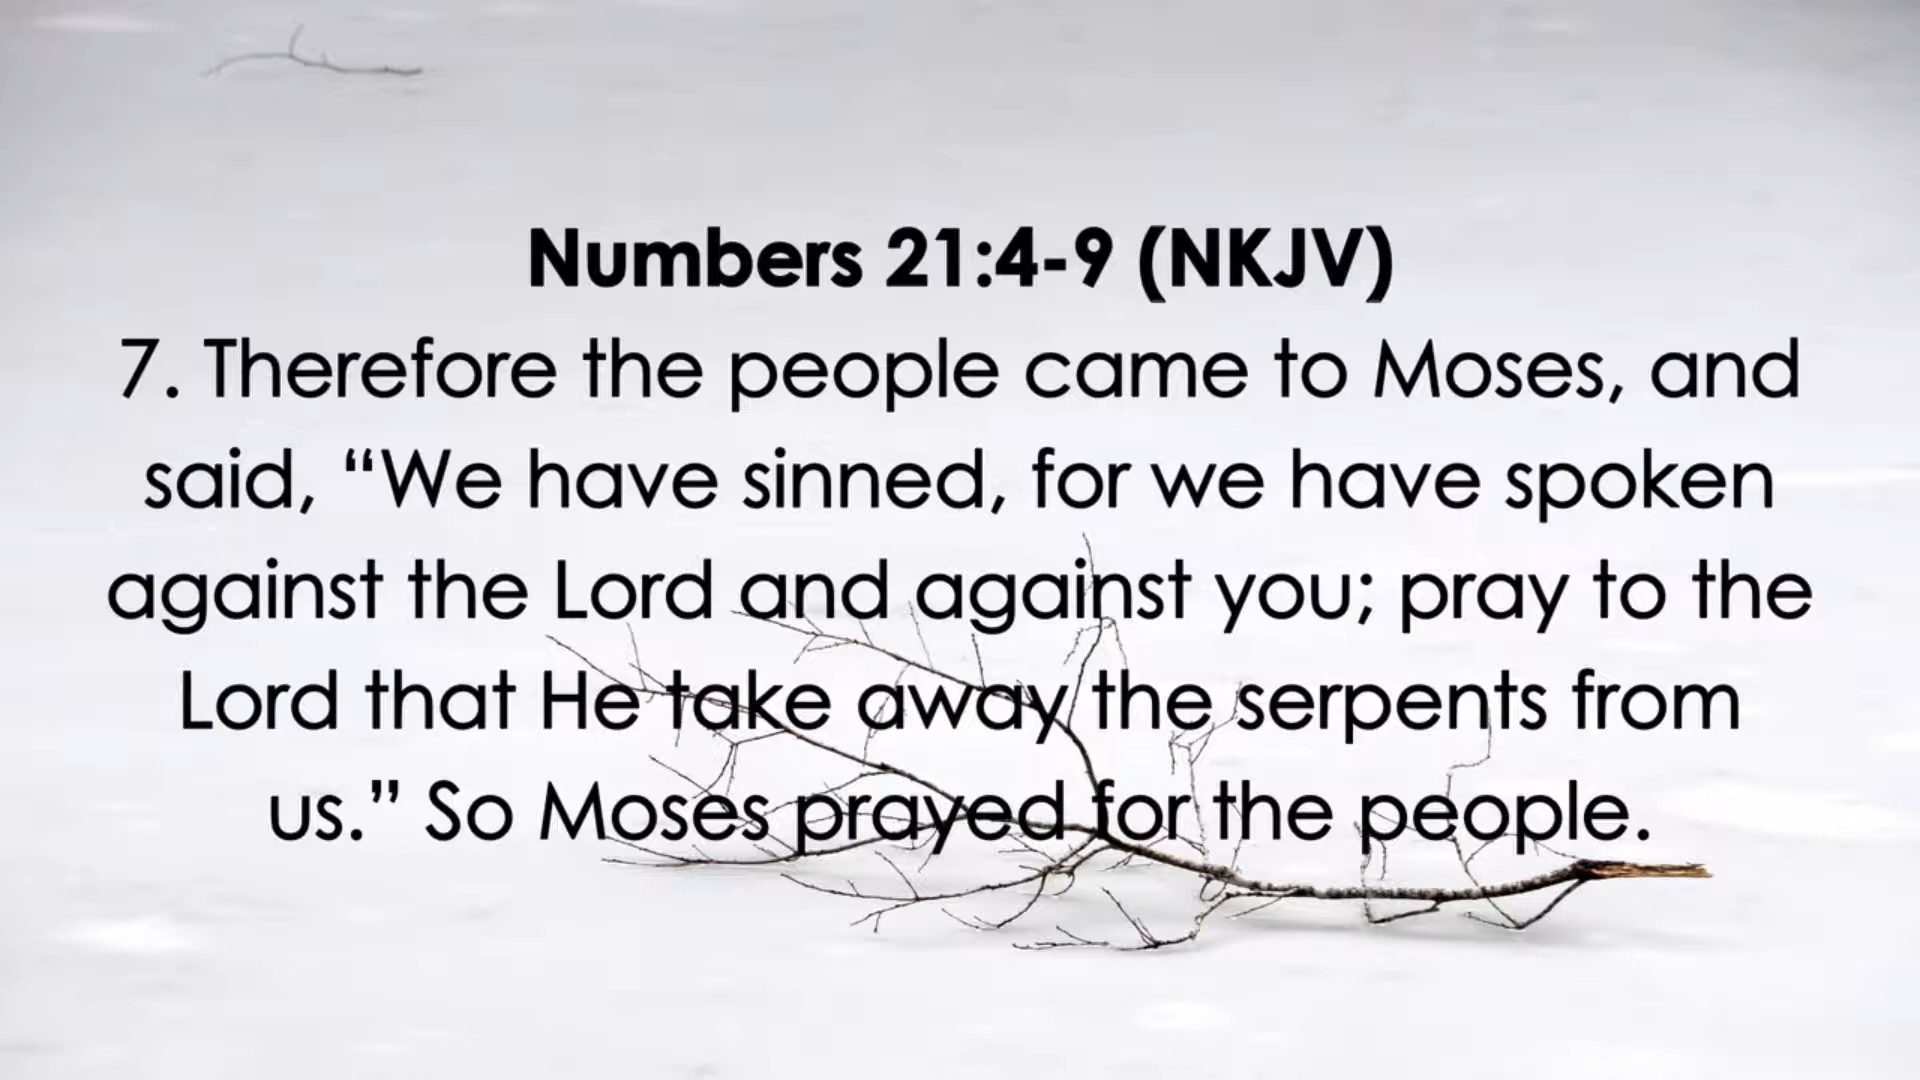 Numbers 21:4-9 (NKJV)
7. Therefore the people came to Moses, and
said, “We have sinned, for we have spoken
against the Lord and against you; pray to the
Lord that He take away the serpents from
us.” So Moses prayed for the people.